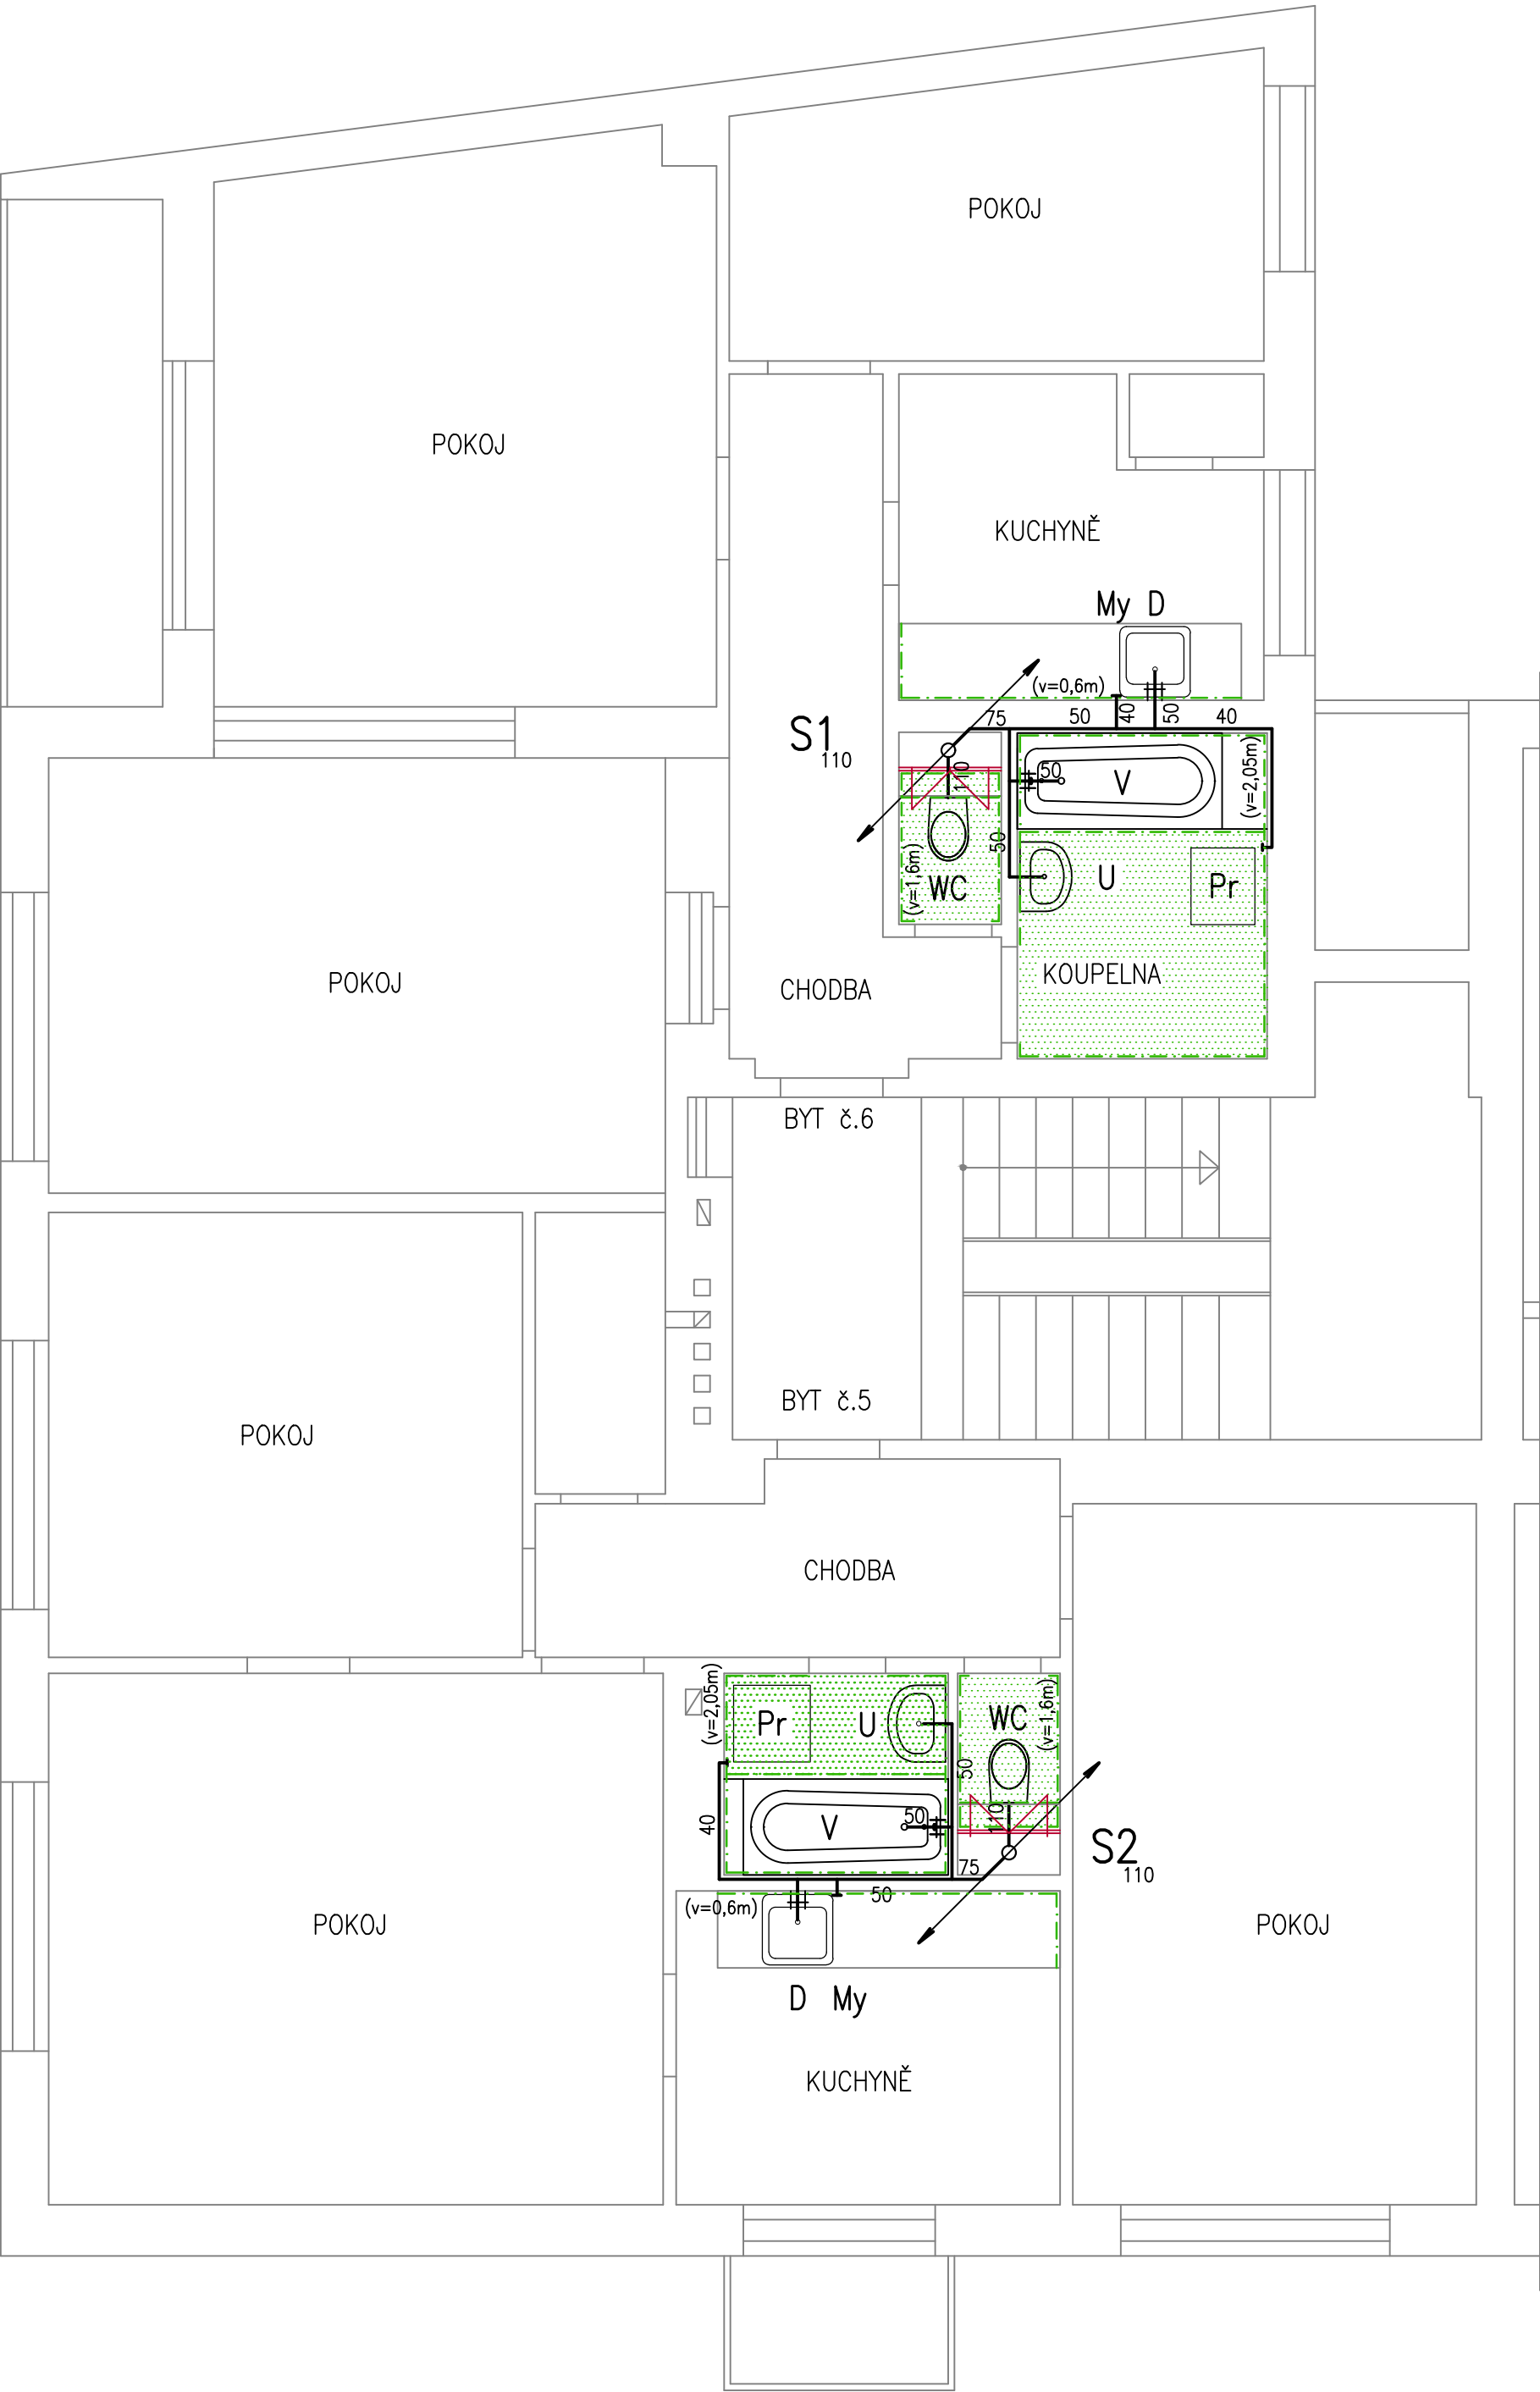 POKOJ
POKOJ
KUCHYNĚ
My D
(v=0,6m)
75
50
40
50
40
S1
110
110
50
V
(v=2,05m)
50
(v=1,6m)
WC
U
Pr
KOUPELNA
POKOJ
CHODBA
BYT č.6
BYT č.5
POKOJ
CHODBA
(v=2,05m)
Pr
U
WC
(v=1,6m)
50
40
V
50
110
S2
110
75
(v=0,6m)
50
POKOJ
POKOJ
D My
KUCHYNĚ